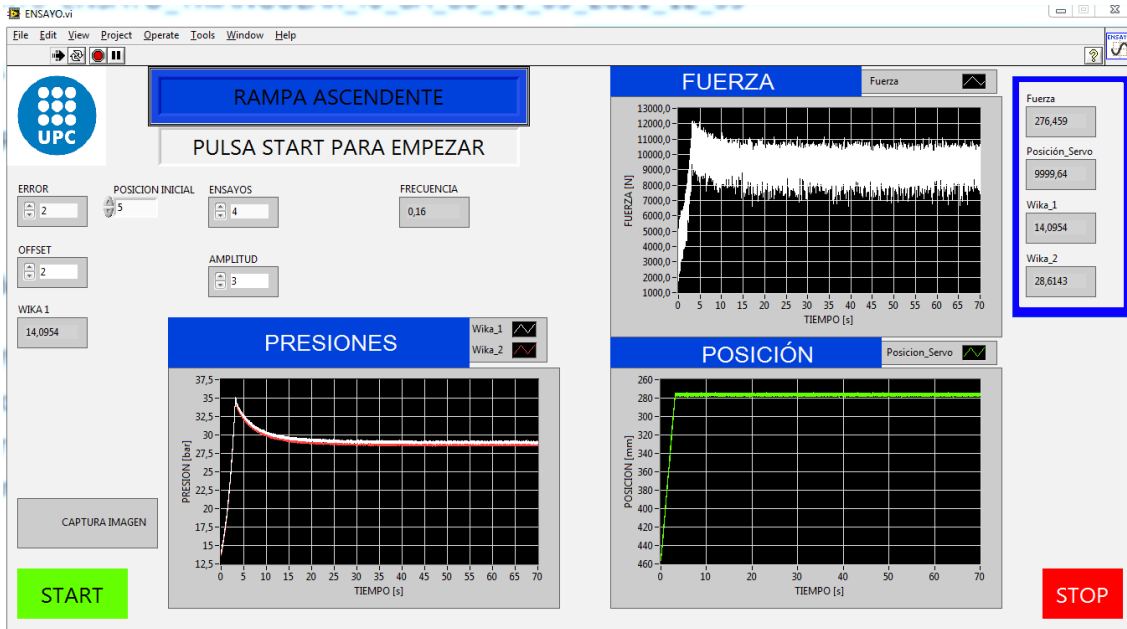 ENSAYO.vi
File Edit View Project Operate Tools Window Help
ENSAY
UPC
RAMPA ASCENDENTE
PULSA START PARA EMPEZAR
ERROR
2
POSICION INICIAL
5
ENSAYOS
4
FRECUENCIA
0,16
OFFSET
2
AMPLITUD
3
WIKA 1
14,0954
FUERZA
Fuerza
13000,0
12000,0
11000,0
10000,0
9000,0
8000,0
7000,0
6000,0
5000,0
4000,0
3000,0
2000,0
1000,0
FUERZA [N]
0 5 10 15 20 25 30 35 40 45 50 55 60 65 70
TIEMPO [s]
Fuerza
276,459
Posición_Servo
9999,64
Wika_1
14,0954
Wika_2
28,6143
PRESIONES
Wika_1
Wika_2
37,5
35
32,5
30
27,5
25
22,5
20
17,5
15
12,5
PRESION [bar]
0 5 10 15 20 25 30 35 40 45 50 55 60 65 70
TIEMPO [s]
POSICIÓN
Posicion_Servo
260
280
300
320
340
360
380
400
420
440
460
POSICION [mm]
0 10 20 30 40 50 60 70
TIEMPO [s]
CAPTURA IMAGEN
START
STOP